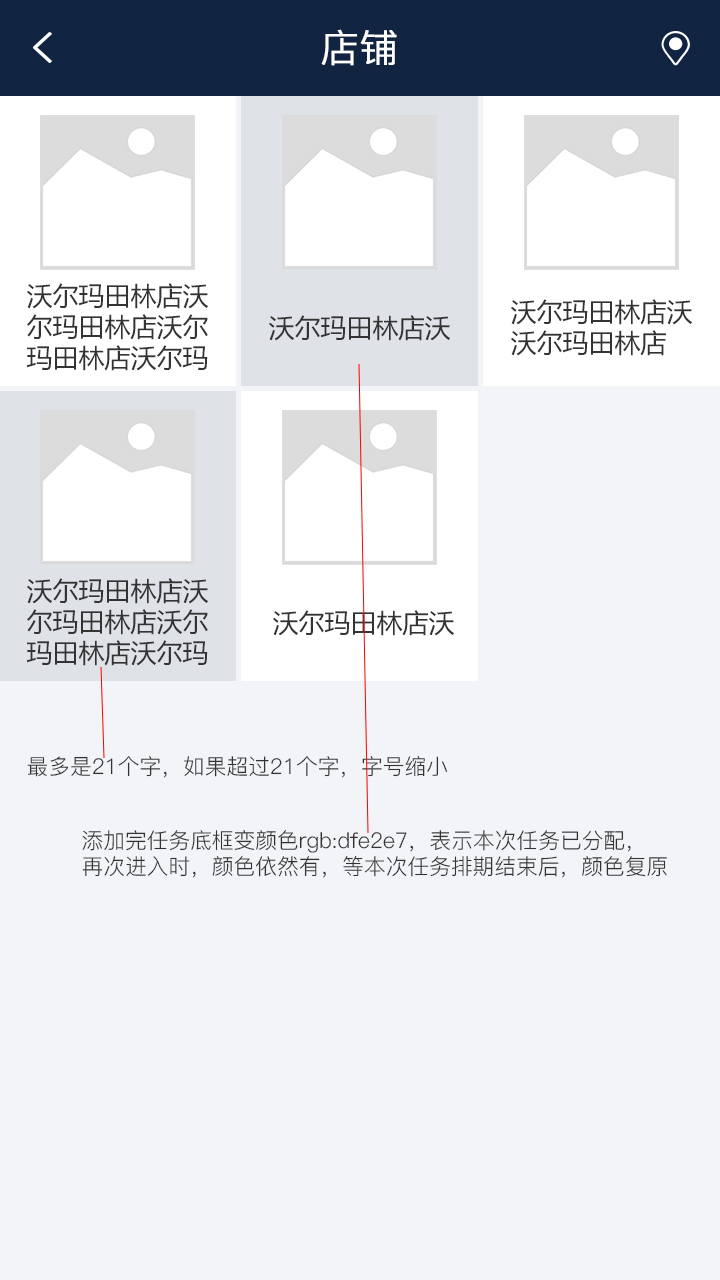 店铺
沃尔玛田林店沃
尔玛田林店沃尔
玛田林店沃尔玛
沃尔玛田林店沃
沃尔玛田林店沃
沃尔玛田林店
沃尔玛田林店沃
尔玛田林店沃尔
玛田林店沃尔玛
沃尔玛田林店沃
最多是21个字，如果超过21个字，字号缩小
添加完任务底框变颜色rgb:dfe2e7，表示本次任务已分配，
再次进入时，颜色依然有，等本次任务排期结束后，颜色复原